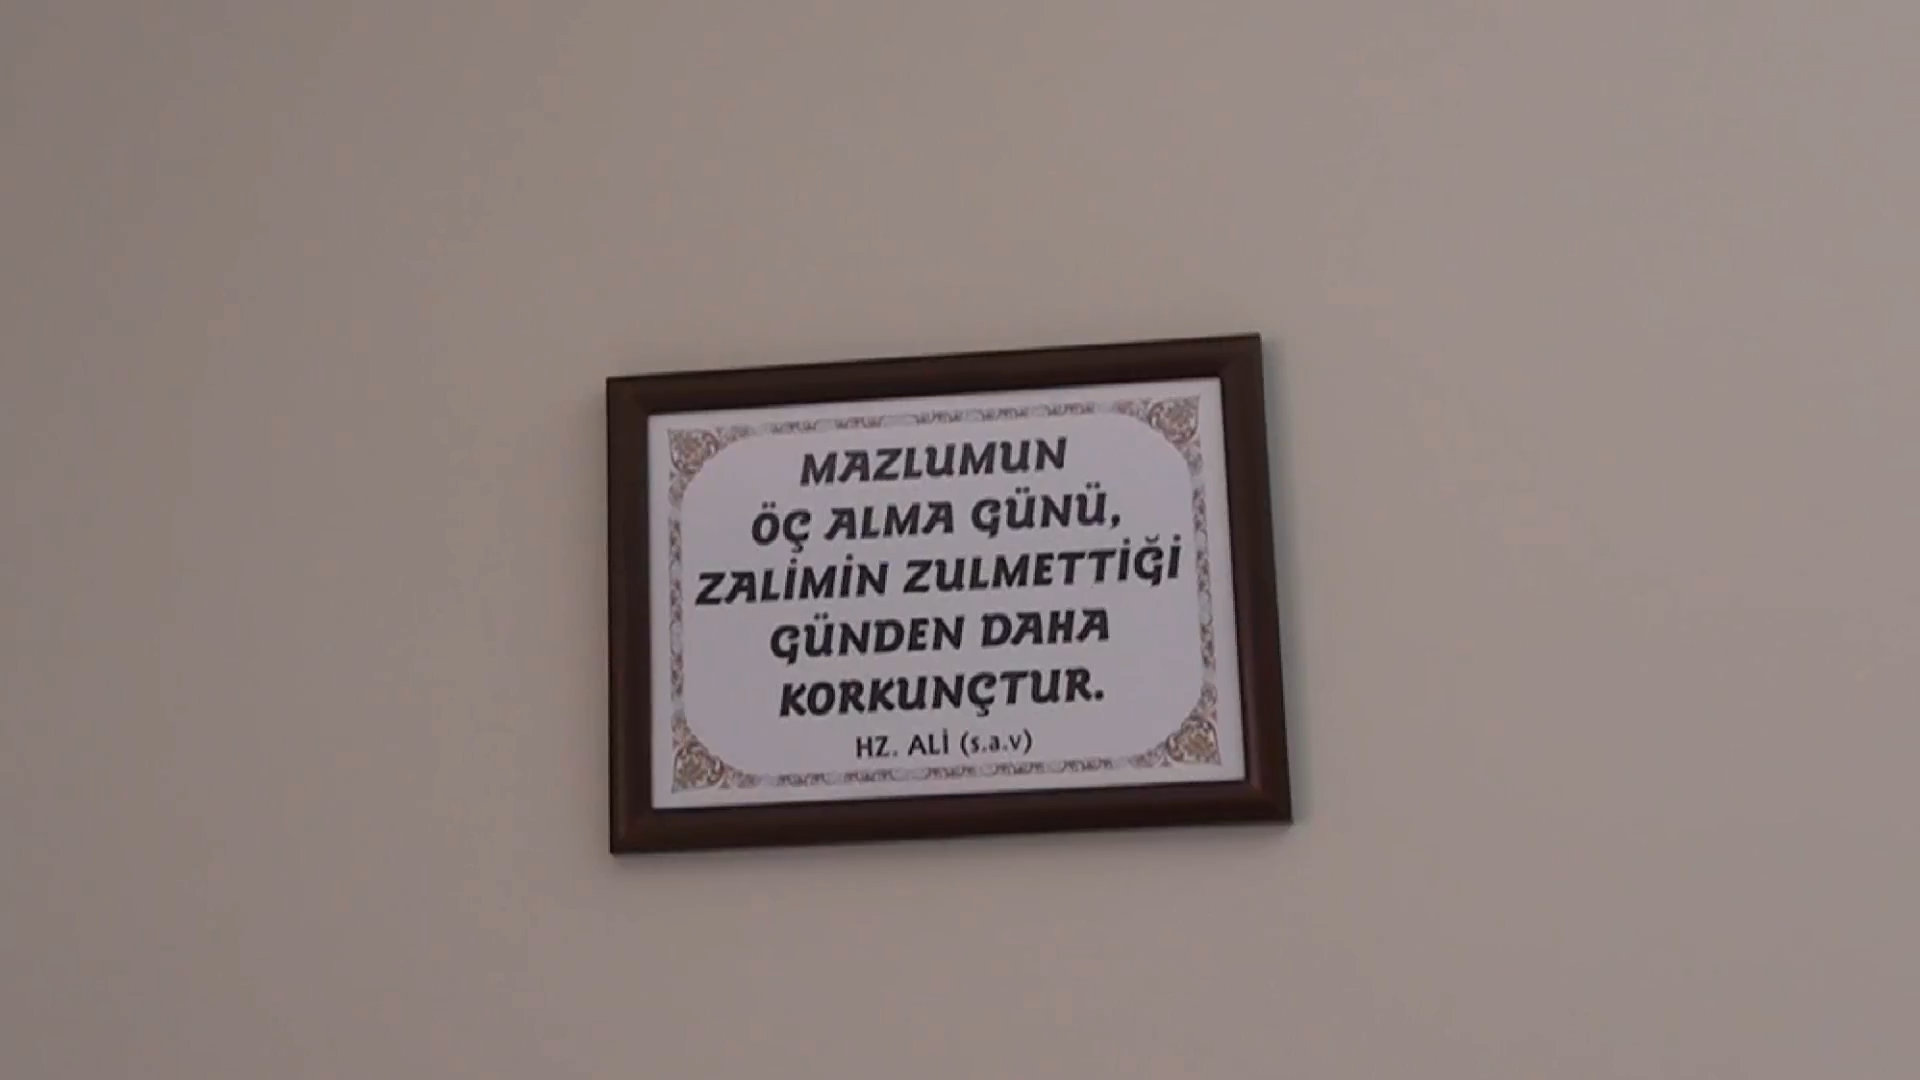 MAZLUMUN
ÖÇ ALMA GÜNÜ,
ZALİMİN ZULMETTİĞİ
GÜNDEN DAHA
KORKUNÇTUR.
HZ. ALİ (s.a.v)